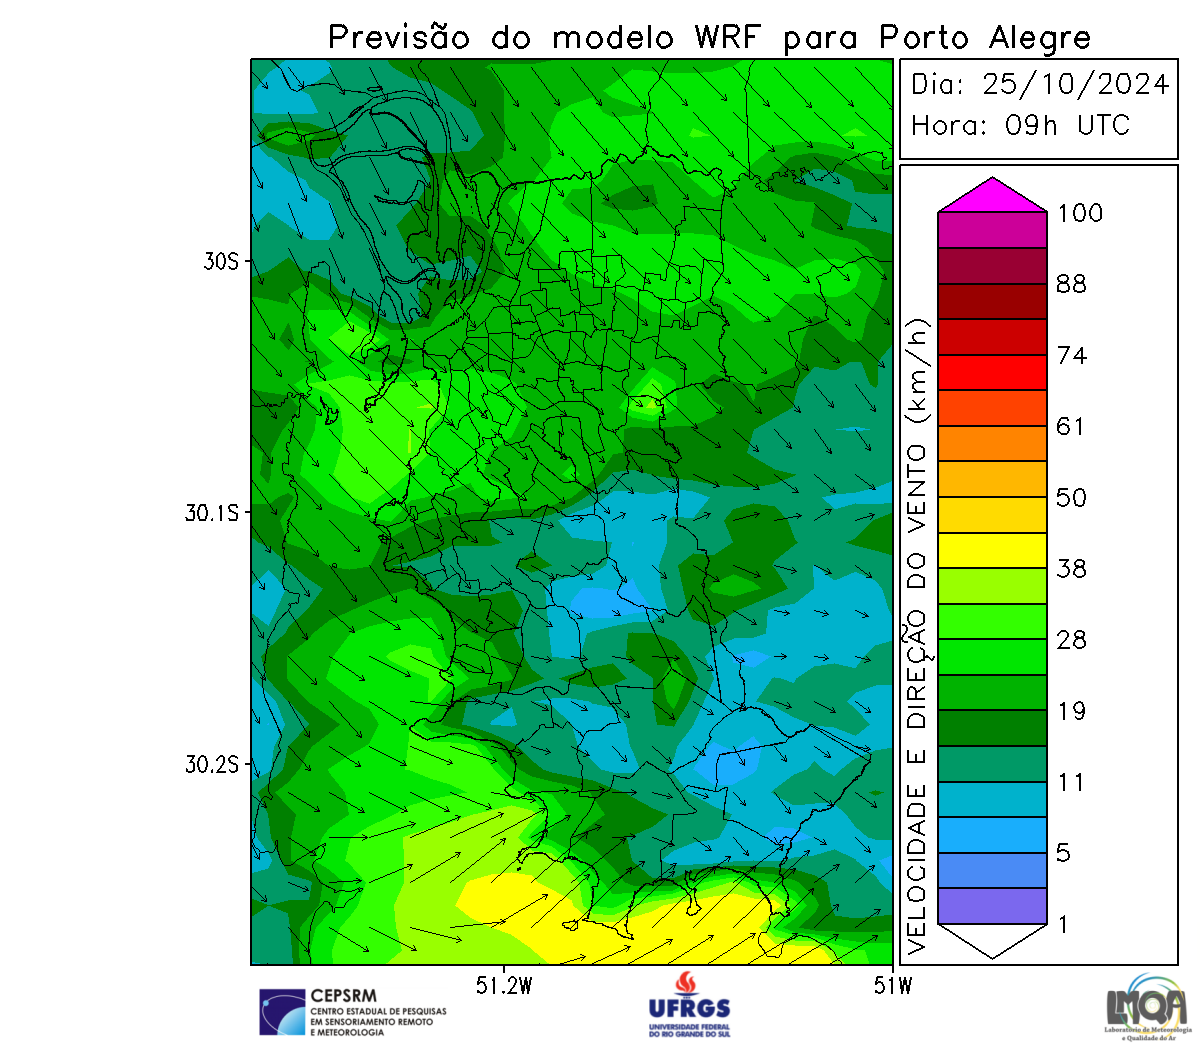 Previsão do modelo WRF para Porto Alegre
Dia: 25/10/2024
Hora: 09h UTC
30S
30.1S
30.2S
51.2W
51W
VELOCIDADE E DIREÇÃO DO VENTO (km/h)
100
88
74
61
50
38
28
19
11
5
1
CEPSRM
CENTRO ESTADUAL DE PESQUISAS
EM SENSORIAMENTO REMOTO
E METEOROLOGIA
UFRGS
UNIVERSIDADE FEDERAL
DO RIO GRANDE DO SUL
LMQA
Laboratório de Meteorologia
e Qualidade do Ar